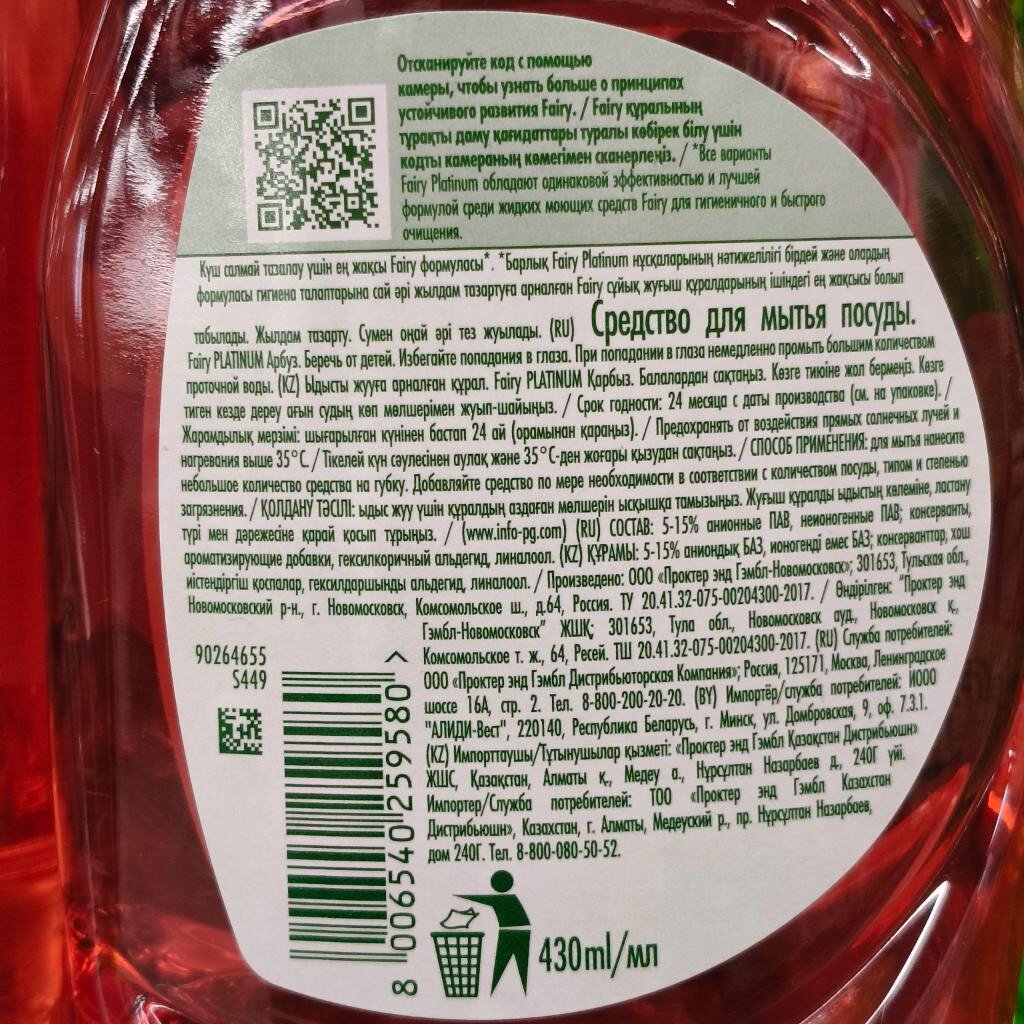 Отсканируйте код с помощью
камеры, чтобы узнать больше о принципах
устойчивого развития Fairy. / Fairy құралының
тұрақты даму қағидаттары туралы көбірек білу үшін
кодты камераның көмегімен сканерлеңіз. / *Все варианты
Fairy Platinum обладают одинаковой эффективностью и лучшей
формулой среди жидких моющих средств Fairy для гигиеничного и быстрого
очищения.
Күш салмай тазалау үшін ең жақсы Fairy формуласы*. *Барлық Fairy Platinum нұсқаларының нәтижелілігі бірдей және олардың
формуласы гигиена талаптарына сай әрі жылдам тазартуға арналған Fairy сұйық жуғыш құралдарының ішіндегі ең жақсысы болып
табылады. Жылдам тазарту. Сумен оңай әрі тез жуылады. (RU) Средство для мытья посуды.
Fairy PLATINUM Арбуз. Беречь от детей. Избегайте попадания в глаза. При попадании в глаза немедленно промыть большим количеством
проточной воды. (KZ) Ыдысты жууға арналған құрал. Fairy PLATINUM Қарбыз. Балалардан сақтаңыз. Көзге тиюіне жол бермеңіз. Көзге
тиген кезде дереу ағын судың көп мөлшерімен жуып-шайыңыз. / Срок годности: 24 месяца с даты производства (см. на упаковке). /
Жарамдылық мерзімі: шығарылған күнінен бастап 24 ай (орамынан қараңыз). / Предохранять от воздействия прямых солнечных лучей и
нагревания выше 35°C. / Тікелей күн сәулесінен аулақ және 35°C-ден жоғары қызудан сақтаңыз. / СПОСОБ ПРИМЕНЕНИЯ: для мытья нанесите
небольшое количество средства на губку. Добавляйте средство по мере необходимости в соответствии с количеством посуды, типом и степенью
загрязнения. / ҚОЛДАНУ ТӘСІЛІ: ыдыс жуу үшін құралдың аздаған мөлшерін ысқышқа тамызыңыз. Жуғыш құралды ыдыстың көлеміне, ластану
түрі мен дәрежесіне қарай қосып тұрыңыз. / (www.info-pg.com) (RU) СОСТАВ: 5-15% анионные ПАВ, неионогенные ПАВ; консерванты,
ароматизирующие добавки, гексилкоричный альдегид, линалоол. (KZ) ҚҰРАМЫ: 5-15% аниондық БАЗ, ионогенді емес БАЗ; консерванттар, хош
иістендіргіш қоспалар, гексилдаршынды альдегид, линалоол. / Произведено: ООО «Проктер энд Гэмбл-Новомосковск»; 301653, Тульская обл.,
Новомосковский р-н., г. Новомосковск, Комсомольское ш., д.64, Россия. ТУ 20.41.32-075-00204300-2017. / Өндірілген: "Проктер энд
Гэмбл-Новомосковск" ЖШҚ; 301653, Тула обл., Новомосковск ауд., Новомосковск қ.,
Комсомольское т. ж., 64, Ресей. ТШ 20.41.32-075-00204300-2017. (RU) Служба потребителей:
ООО «Проктер энд Гэмбл Дистрибьюторская Компания»; Россия, 125171, Москва, Ленинградское
шоссе 16А, стр. 2. Тел. 8-800-200-20-20. (BY) Импортёр/служба потребителей: ИООО
"АЛИДИ-Вест", 220140, Республика Беларусь, г. Минск, ул. Домбровская, 9, оф. 7.3.1.
(KZ) Импорттаушы/Тұтынушылар қызметі: «Проктер энд Гэмбл Қазақстан Дистрибьюшн»
ЖШС, Қазақстан, Алматы қ., Медеу а., Нұрсұлтан Назарбаев д., 240Г үйі.
Импортер/Служба потребителей: ТОО «Проктер энд Гэмбл Казахстан
Дистрибьюшн», Казахстан, г. Алматы, Медеуский р., пр. Нұрсұлтан Назарбаев,
дом 240Г. Тел. 8-800-080-50-52.
90264655
S449
8 006540 259580 >
430ml/мл